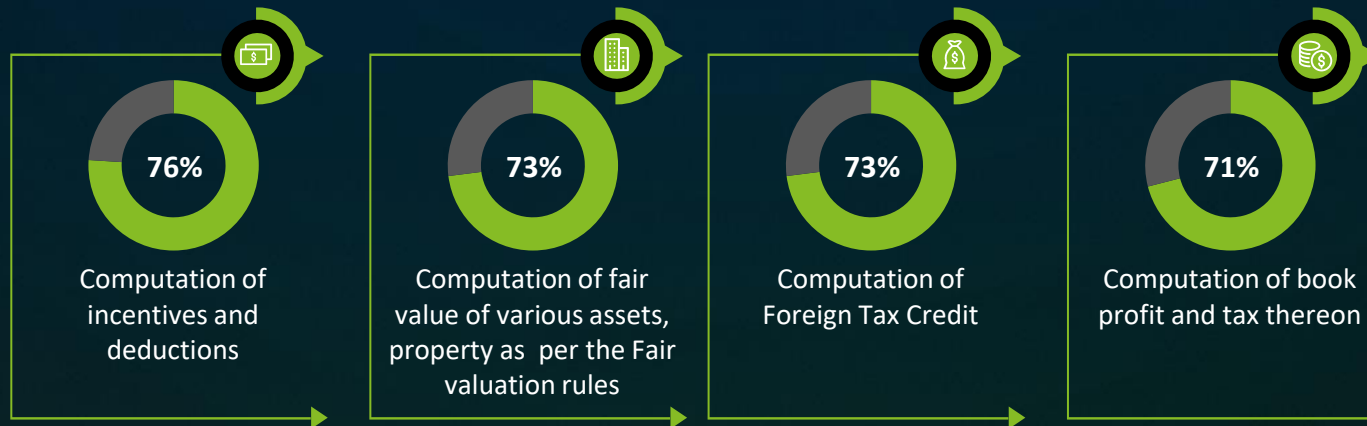 76%
Computation of
incentives and
deductions
73%
Computation of fair
value of various assets,
property as  per the Fair
valuation rules
73%
Computation of
Foreign Tax Credit
71%
Computation of book
profit and tax thereon